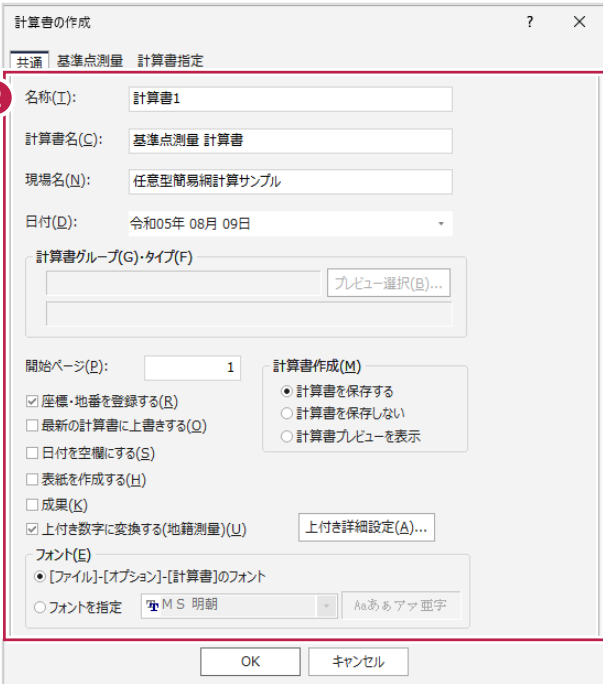 計算書の作成 ? ×
共通 基準点測量 計算書指定
名称(T): 計算書1
計算書名(C): 基準点測量 計算書
現場名(N): 任意型簡易網計算サンプル
日付(D): 令和05年 08月 09日
計算書グループ(G)・タイプ(F)
プレビュー選択(B)...
開始ページ(P): 1
計算書作成(M)
計算書を保存する
計算書を保存しない
計算書プレビューを表示
座標・地番を登録する(R)
最新の計算書に上書きする(O)
日付を空欄にする(S)
表紙を作成する(H)
成果(K)
上付き数字に変換する(地籍測量)(U) 上付き詳細設定(A)...
フォント(E)
[ファイル]-[オプション]-[計算書]のフォント
フォントを指定 MS 明朝 Aaあぁアァ亜宇
OK キャンセル